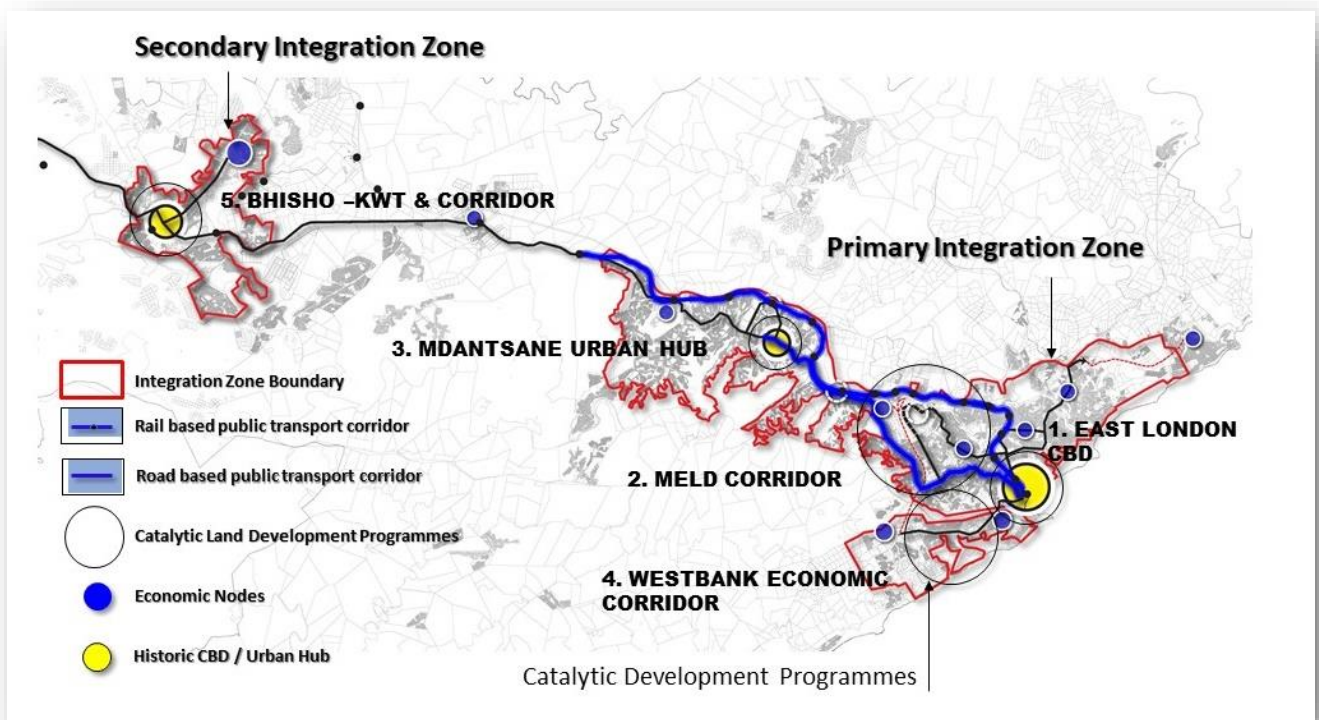 Secondary Integration Zone
5. BHISHO –KWT & CORRIDOR
Primary Integration Zone
3. MDANTSANE URBAN HUB
Integration Zone Boundary
Rail based public transport corridor
1. EAST LONDON
CBD
Road based public transport corridor
2. MELD CORRIDOR
Catalytic Land Development Programmes
4. WESTBANK ECONOMIC
CORRIDOR
Economic Nodes
Historic CBD / Urban Hub
Catalytic Development Programmes